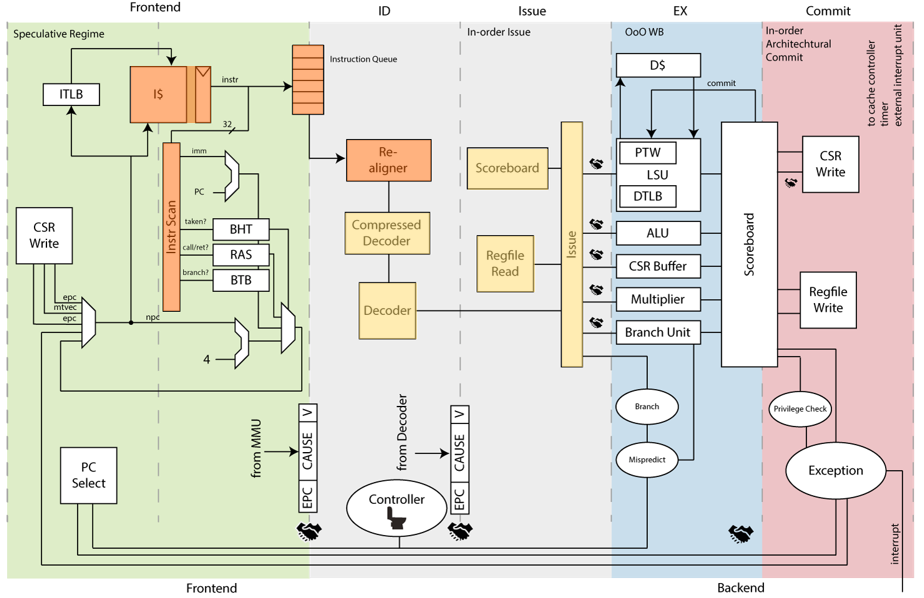 Frontend
ID
Issue
EX
Commit
Speculative Regime
In-order Issue
OoO WB
In-order
Architechtural
Commit
to cache controller
timer
external interrupt unit
ITLB
I$
instr
Instruction Queue
32
D$
commit
imm
PC
Instr Scan
Re-
aligner
Scoreboard
PTW
LSU
DTLB
CSR
Write
CSR
Write
taken?
BHT
call/ret?
RAS
branch?
BTB
Compressed
Decoder
Regfile
Read
Issue
ALU
CSR Buffer
Multiplier
Branch Unit
Scoreboard
Regfile
Write
epc
mtvec
epc
npc
4
Decoder
Branch
Mispredict
Privilege Check
Exception
from MMU
EPC
CAUSE
V
from Decoder
EPC
CAUSE
V
PC
Select
Controller
interrupt
Frontend
Backend